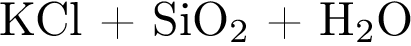 KCl + SiO₂ + H₂O